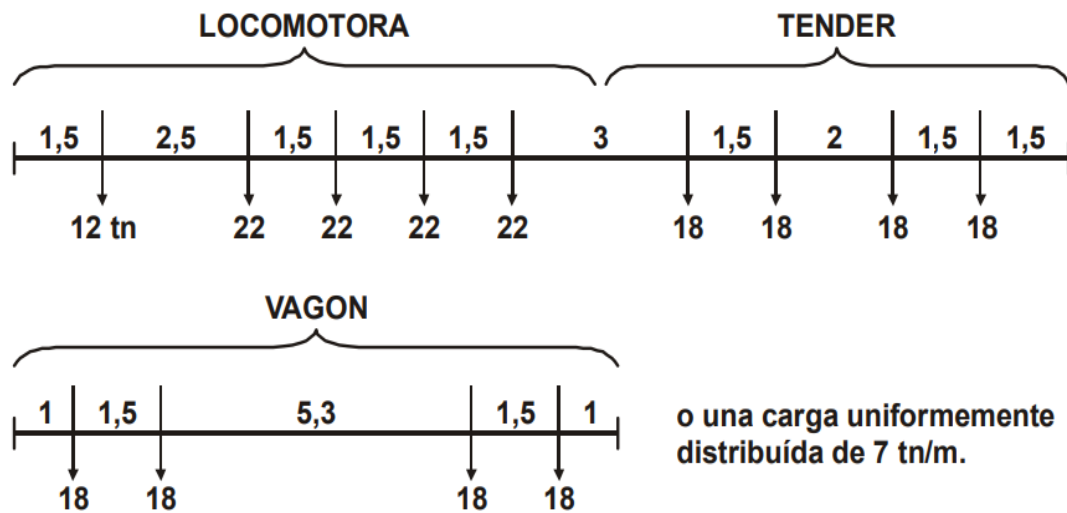 LOCOMOTORA TENDER
1,5 2,5 1,5 1,5 1,5 3 1,5 2 1,5 1,5
12 tn 22 22 22 22 18 18 18 18
VAGON
1 1,5 5,3 1,5 1
18 18 18 18
o una carga uniformemente
distribuída de 7 tn/m.